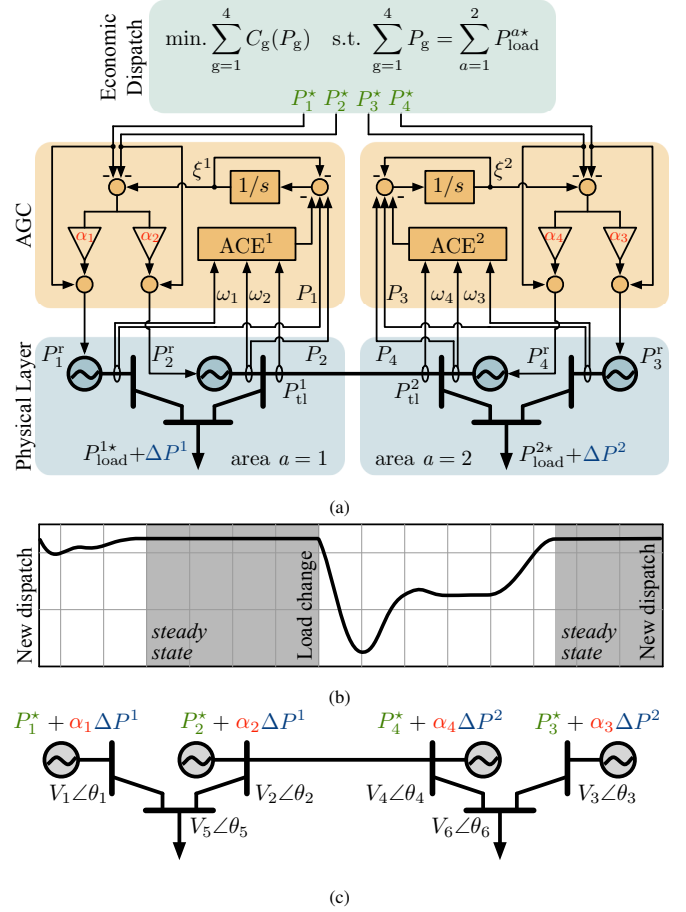 Economic
Dispatch
min. ∑_{g=1}^{4} C_g(P_g) s.t. ∑_{g=1}^{4} P_g = ∑_{a=1}^{2} P_load^{a⋆}
P_1^⋆ P_2^⋆ P_3^⋆ P_4^⋆
AGC
- - - ξ^1 - ξ^2 - - -
1/s 1/s
- -
α_1 α_2 α_4 α_3
ACE^1 ACE^2
ω_1 ω_2 P_1 P_3 ω_4 ω_3
Physical Layer
P_1^r P_2^r P_2 P_4 P_4^r P_3^r
P_tl^1 P_tl^2
P_load^{1⋆}+ΔP^1 area a = 1 area a = 2 P_load^{2⋆}+ΔP^2
(a)
New dispatch
steady
state
Load change
steady
state
New dispatch
(b)
P_1^⋆ + α_1ΔP^1 P_2^⋆ + α_2ΔP^1 P_4^⋆ + α_4ΔP^2 P_3^⋆ + α_3ΔP^2
V_1∠θ_1 V_2∠θ_2 V_4∠θ_4 V_3∠θ_3
V_5∠θ_5 V_6∠θ_6
(c)